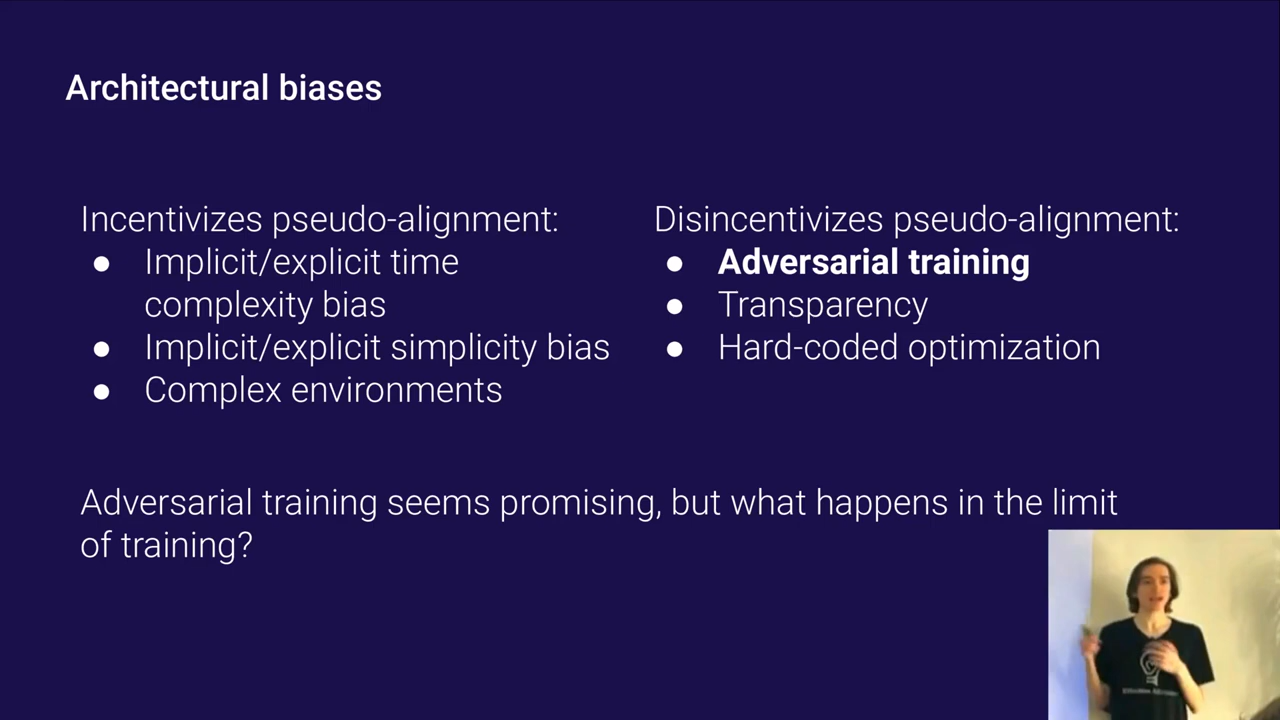 Architectural biases
Incentivizes pseudo-alignment:
● Implicit/explicit time
complexity bias
● Implicit/explicit simplicity bias
● Complex environments
Disincentivizes pseudo-alignment:
● Adversarial training
● Transparency
● Hard-coded optimization
Adversarial training seems promising, but what happens in the limit
of training?